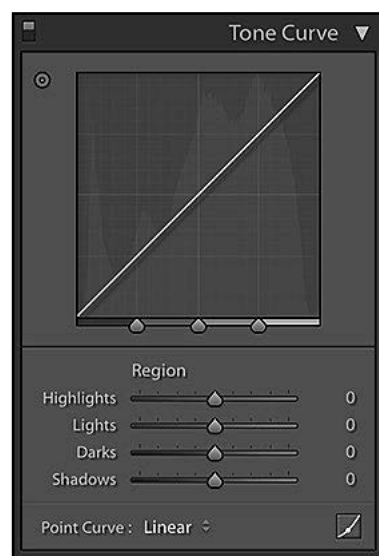 Tone Curve
Region
Highlights 0
Lights 0
Darks 0
Shadows 0
Point Curve : Linear